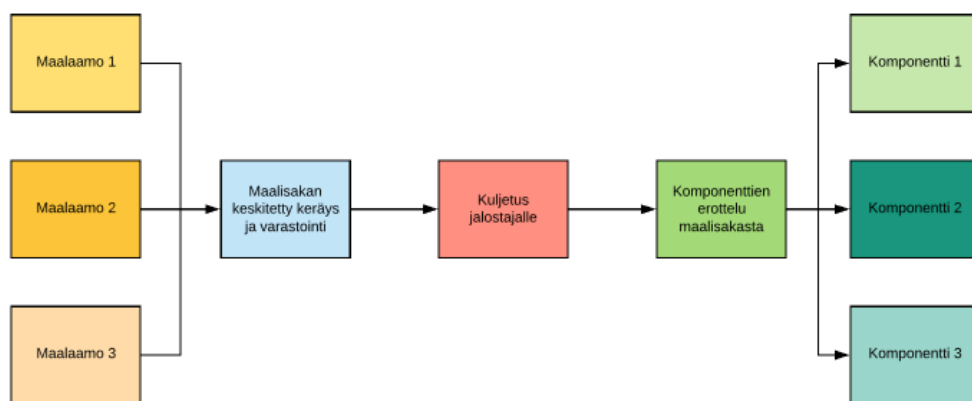 Maalaamo 1
Maalaamo 2
Maalaamo 3
Maalisakan
keskitetty keräys
ja varastointi
Kuljetus
jalostajalle
Komponenttien
erottelu
maalisakasta
Komponentti 1
Komponentti 2
Komponentti 3